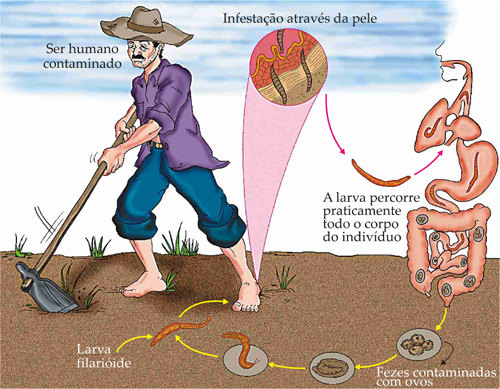 Infestação através da pele
Ser humano
contaminado
A larva percorre
praticamente
todo o corpo
do indivíduo
Larva
filarióide
Fezes contaminadas
com ovos